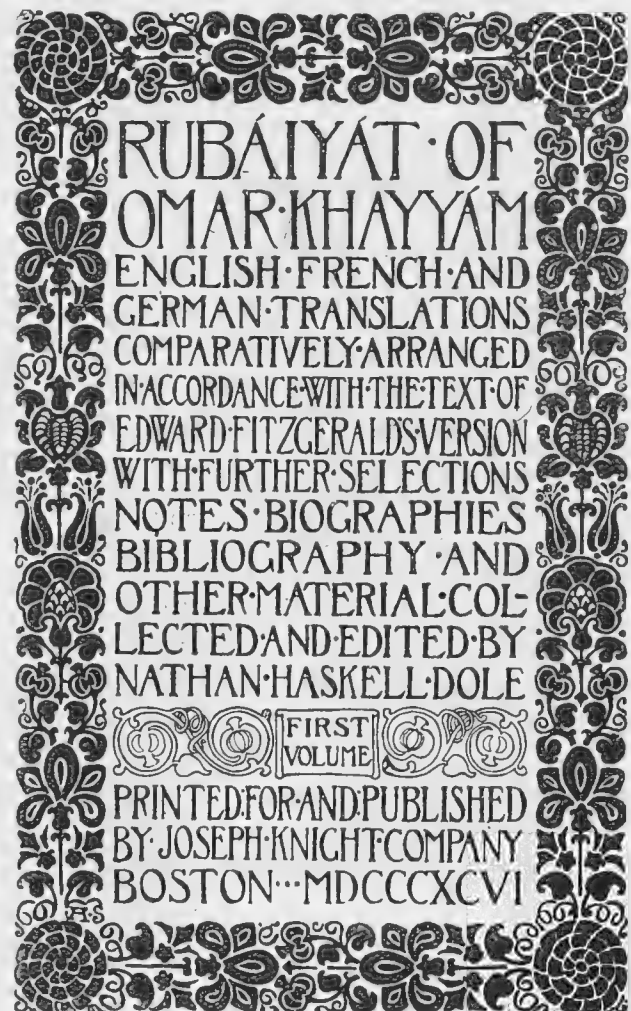 RUBÁIYÁT·OF
OMAR·KHAYYÁM
ENGLISH·FRENCH·AND
GERMAN·TRANSLATIONS
COMPARATIVELY·ARRANGED
IN·ACCORDANCE·WITH·THE·TEXT·OF
EDWARD·FITZGERALD'S·VERSION
WITH·FURTHER·SELECTIONS
NOTES·BIOGRAPHIES
BIBLIOGRAPHY·AND
OTHER·MATERIAL·COL-
LECTED·AND·EDITED·BY
NATHAN·HASKELL·DOLE
FIRST
VOLUME
PRINTED·FOR·AND·PUBLISHED
BY·JOSEPH·KNIGHT·COMPANY
BOSTON···MDCCCXCVI
A·S